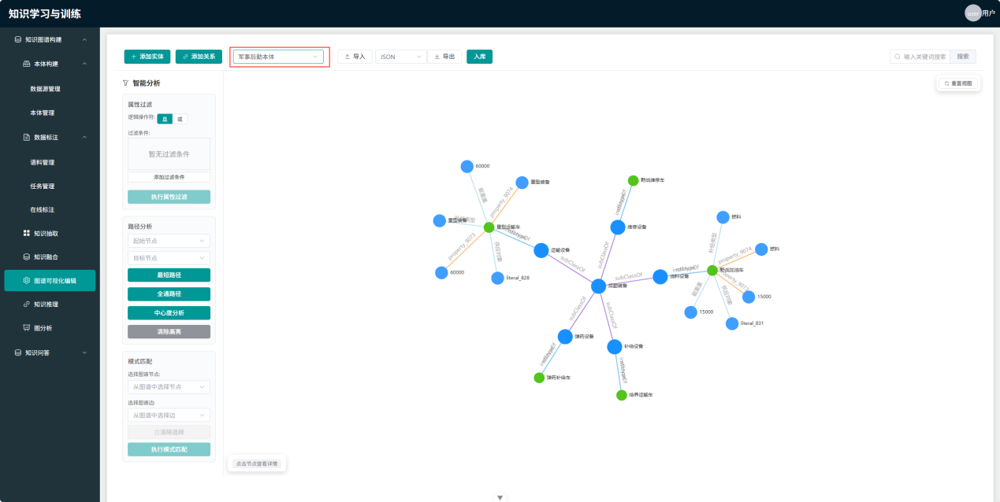 知识学习与训练
user 用户
知识图谱构建
本体构建
数据源管理
本体管理
数据标注
语料管理
任务管理
在线标注
知识抽取
知识融合
图谱可视化编辑
知识推理
图分析
知识问答
+ 添加实体 添加关系 军事后勤本体 导入 JSON 导出 入库 输入关键词搜索 搜索
智能分析
重置视图
属性过滤
逻辑操作符: 且 或
过滤条件:
暂无过滤条件
添加过滤条件
执行属性过滤
路径分析
起始节点
目标节点
最短路径
全通路径
中心度分析
清除高亮
模式匹配
选择图谱节点:
从图谱中选择节点
选择图谱边:
从图谱中选择边
清除选择
执行模式匹配
60000
载重量
重型装备
property_9074
重型装备
重型运输车
property_9073
供应对象
60000
literal_828
运输设备
subClassOf
野战维修车
维修设备
subClassOf
后勤装备
subClassOf
油料设备
燃料
补给类型
property_9074
燃料
野战加油车
property_9073
载重量
供应对象
15000
15000
literal_831
subClassOf
subClassOf
弹药设备
补给设备
弹药补给车
给养运输车
点击节点查看详情